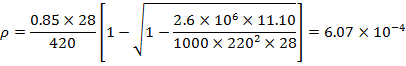 ρ = 0.85 × 28 / 420 [1 − √(1 − 2.6 × 10⁶ × 11.10 / 1000 × 220² × 28)] = 6.07 × 10⁻⁴